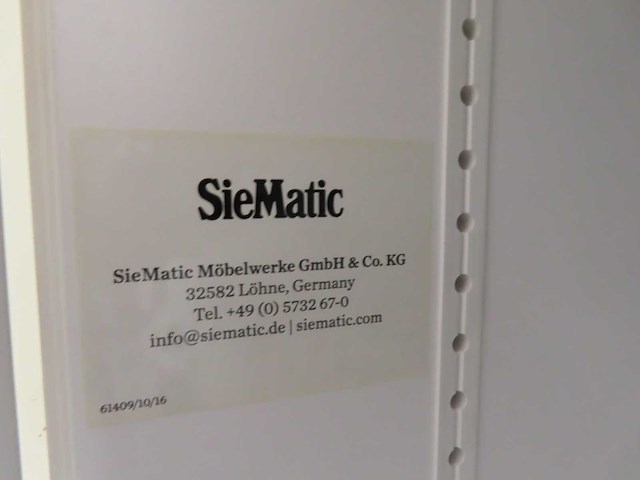 SieMatic
SieMatic Möbelwerke GmbH & Co. KG
32582 Löhne, Germany
Tel. +49 (0) 5732 67-0
info@siematic.de | siematic.com
61409/10/16